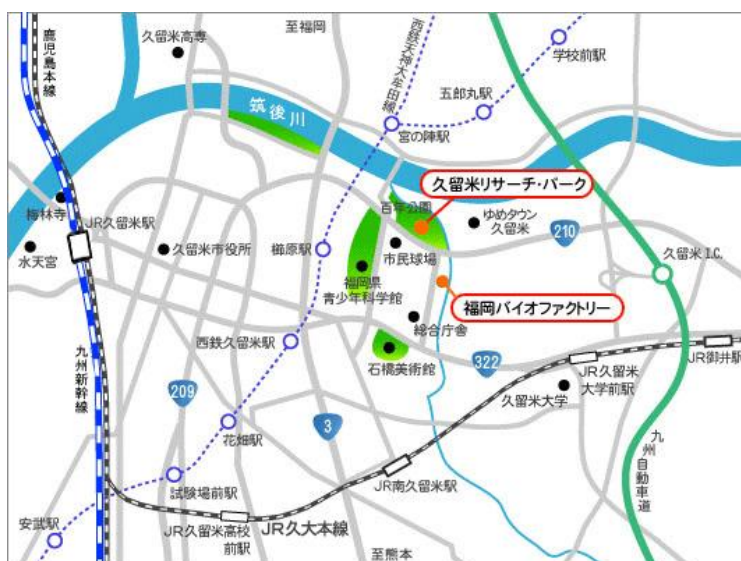 至福岡
久留米高専
鹿児島本線
西鉄天神大牟田線
学校前駅
五郎丸駅
筑後川
宮の陣駅
久留米リサーチ・パーク
百年公園
梅林寺
JR久留米駅
ゆめタウン
久留米
210
水天宮
久留米市役所
櫛原駅
市民球場
久留米 I.C.
福岡県
青少年科学館
福岡バイオファクトリー
総合庁舎
西鉄久留米駅
石橋美術館
322
JR久留米
大学前駅
JR御井駅
九州新幹線
209
久留米大学
3
花畑駅
九州自動車道
試験場前駅
JR南久留米駅
安武駅
JR久留米高校
前駅
JR久大本線
至熊本